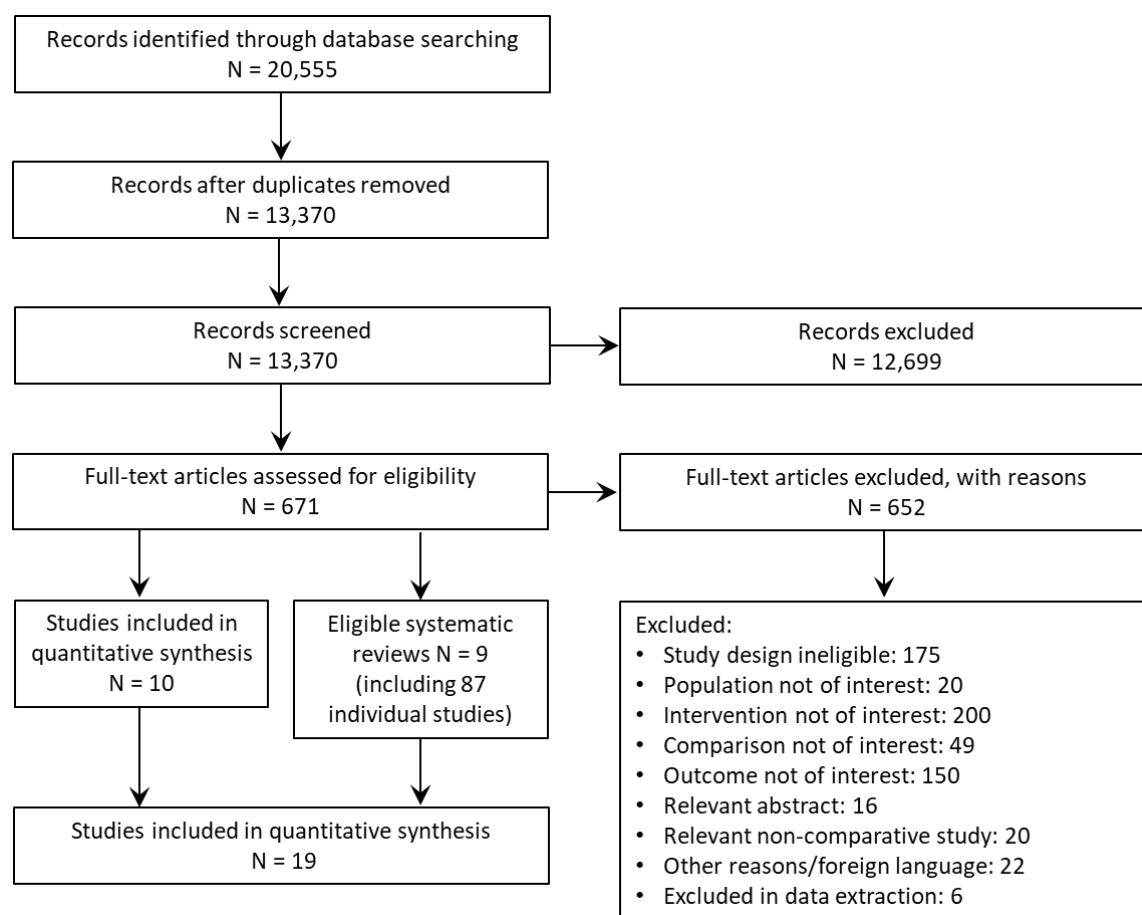 Records identified through database searching
N = 20,555
Records after duplicates removed
N = 13,370
Records screened
N = 13,370
Records excluded
N = 12,699
Full-text articles assessed for eligibility
N = 671
Full-text articles excluded, with reasons
N = 652
Studies included in
quantitative synthesis
N = 10
Eligible systematic
reviews N = 9
(including 87
individual studies)
Excluded:
• Study design ineligible: 175
• Population not of interest: 20
• Intervention not of interest: 200
• Comparison not of interest: 49
• Outcome not of interest: 150
• Relevant abstract: 16
• Relevant non-comparative study: 20
• Other reasons/foreign language: 22
• Excluded in data extraction: 6
Studies included in quantitative synthesis
N = 19